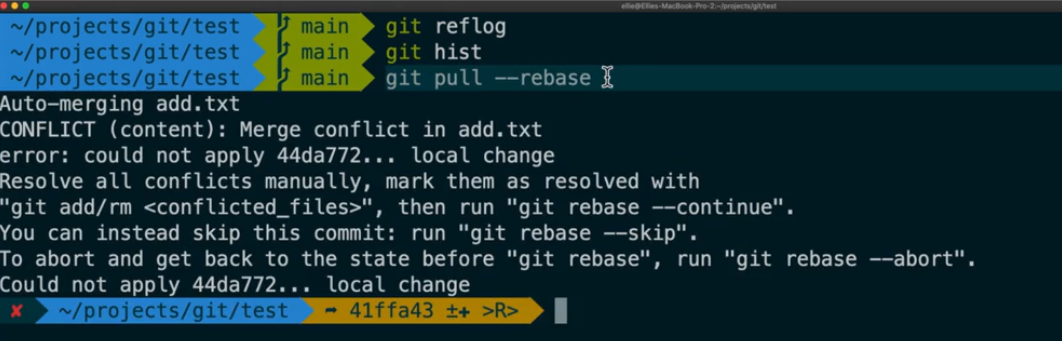 ellie@Ellies-MacBook-Pro-2:~/projects/git/test
~/projects/git/test main git reflog
~/projects/git/test main git hist
~/projects/git/test main git pull --rebase
Auto-merging add.txt
CONFLICT (content): Merge conflict in add.txt
error: could not apply 44da772... local change
Resolve all conflicts manually, mark them as resolved with
"git add/rm <conflicted_files>", then run "git rebase --continue".
You can instead skip this commit: run "git rebase --skip".
To abort and get back to the state before "git rebase", run "git rebase --abort".
Could not apply 44da772... local change
✘ ~/projects/git/test ➦ 41ffa43 ±✚ >R>